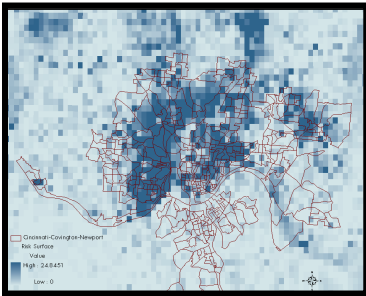 Cincinnati-Covington-Newport
Risk Surface
Value
High : 24.8451
Low : 0